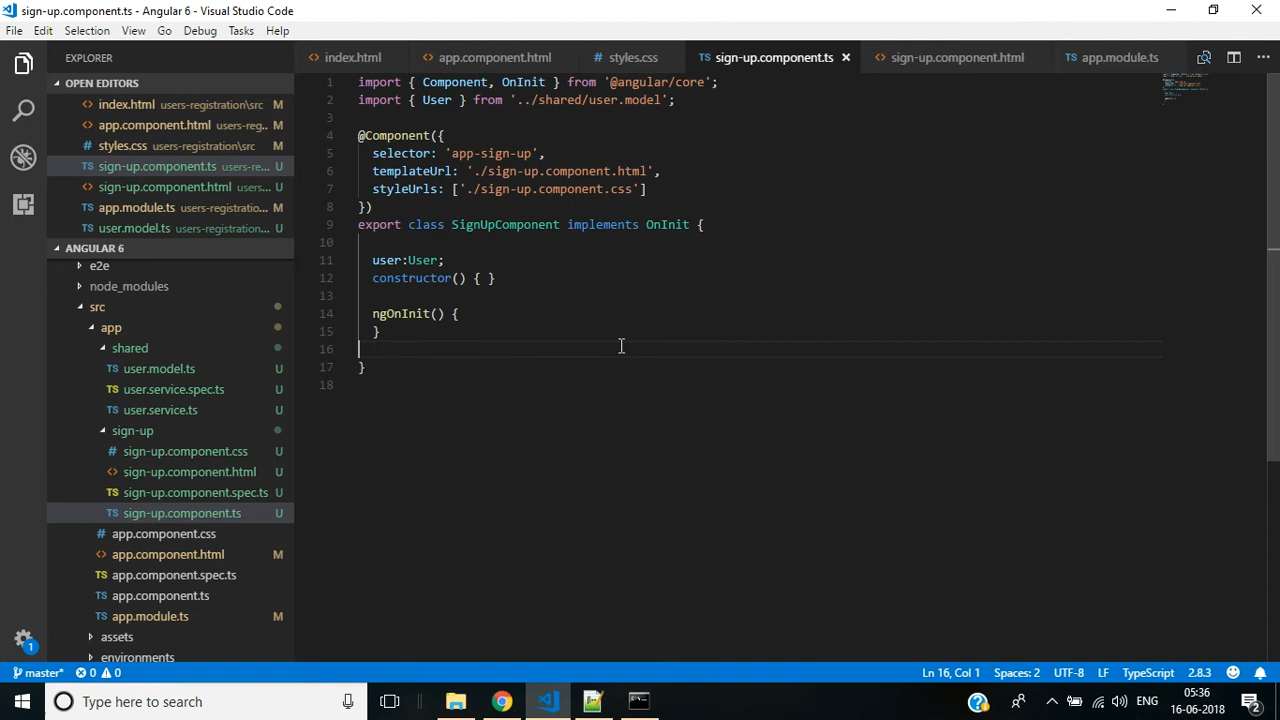 sign-up.component.ts - Angular 6 - Visual Studio Code
File Edit Selection View Go Debug Tasks Help
EXPLORER
index.html app.component.html styles.css sign-up.component.ts sign-up.component.html app.module.ts
OPEN EDITORS
index.html users-registration\src M
app.component.html users-reg... M
styles.css users-registration\src M
sign-up.component.ts users-re... U
sign-up.component.html users... U
app.module.ts users-registratio... M
user.model.ts users-registration... U
ANGULAR 6
e2e
node_modules
src
app
shared
user.model.ts U
user.service.spec.ts U
user.service.ts U
sign-up
sign-up.component.css U
sign-up.component.html U
sign-up.component.spec.ts U
sign-up.component.ts U
app.component.css
app.component.html M
app.component.spec.ts
app.component.ts
app.module.ts M
assets
environments
1 import { Component, OnInit } from '@angular/core';
2 import { User } from '../shared/user.model';
3
4 @Component({
5 selector: 'app-sign-up',
6 templateUrl: './sign-up.component.html',
7 styleUrls: ['./sign-up.component.css']
8 })
9 export class SignUpComponent implements OnInit {
10
11 user:User;
12 constructor() { }
13
14 ngOnInit() {
15 }
16
17 }
18
1
master* 0 0 Ln 16, Col 1 Spaces: 2 UTF-8 LF TypeScript 2.8.3
Type here to search
ENG
05:36
16-06-2018
2